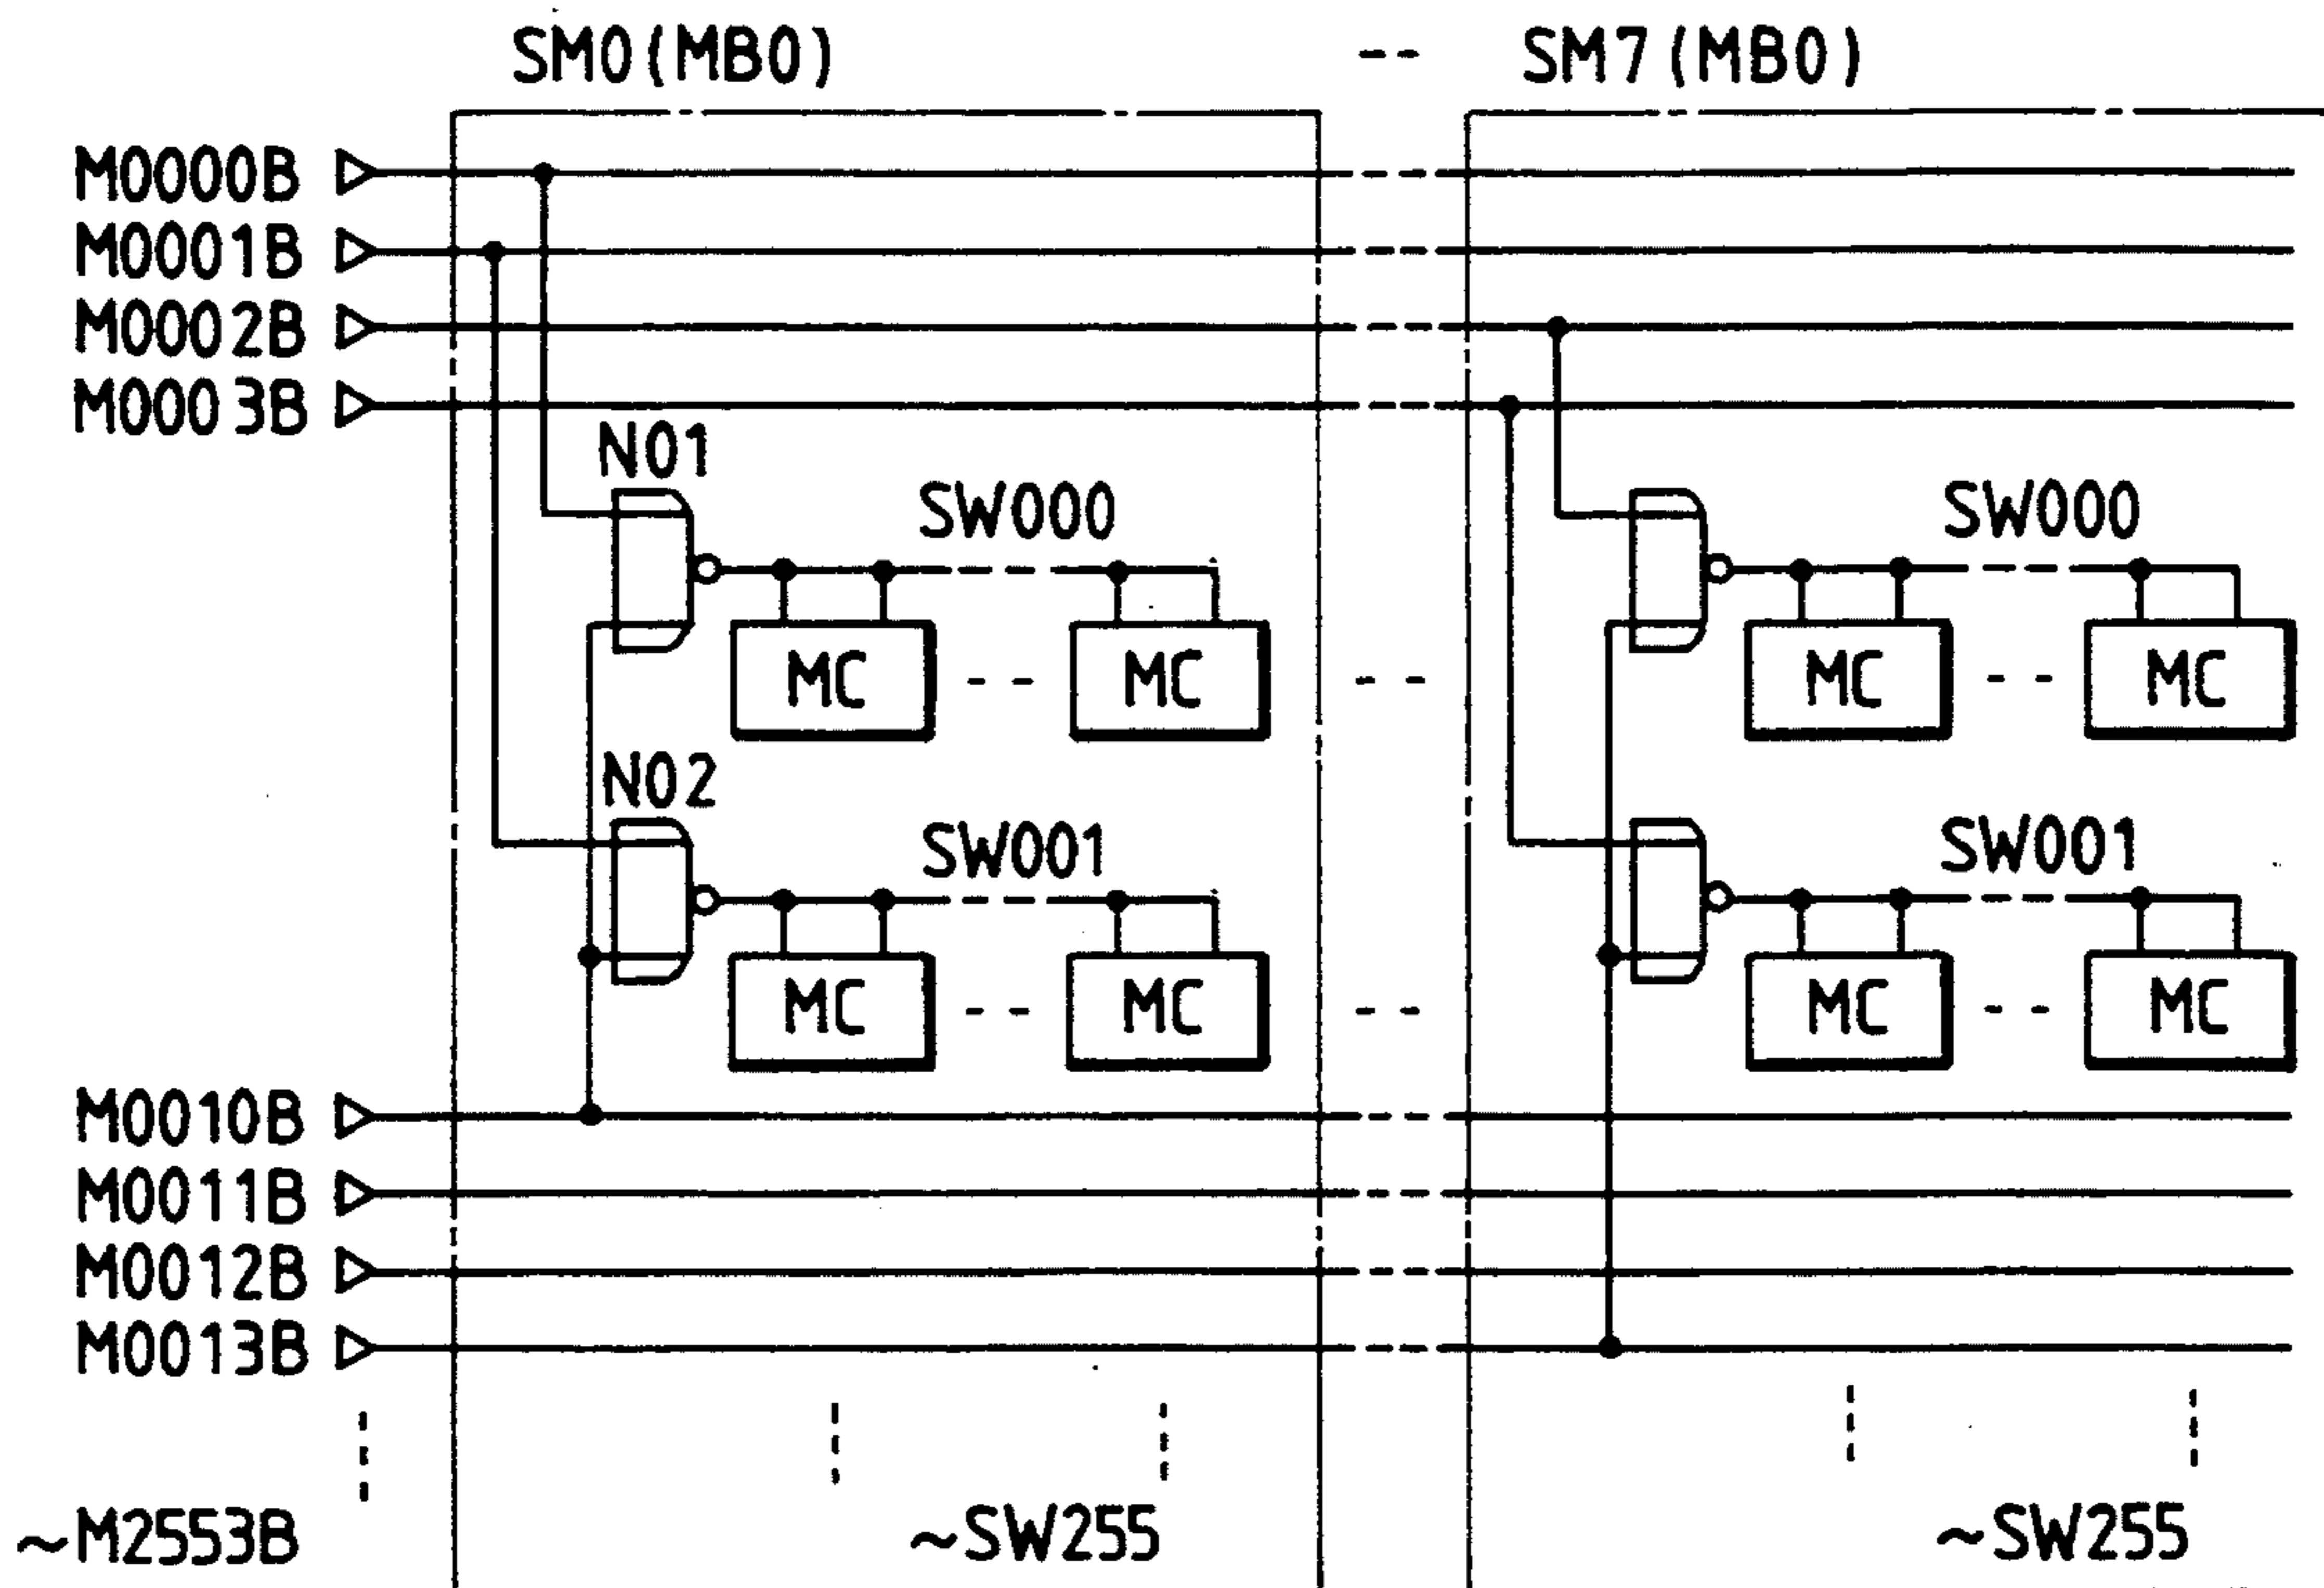 SM0(MB0) -- SM7(MB0)
M0000B
M0001B
M0002B
M0003B
N01
SW000 SW000
MC -- MC -- MC -- MC
N02
SW001 SW001
MC -- MC -- MC -- MC
M0010B
M0011B
M0012B
M0013B
~M2553B ~SW255 ~SW255